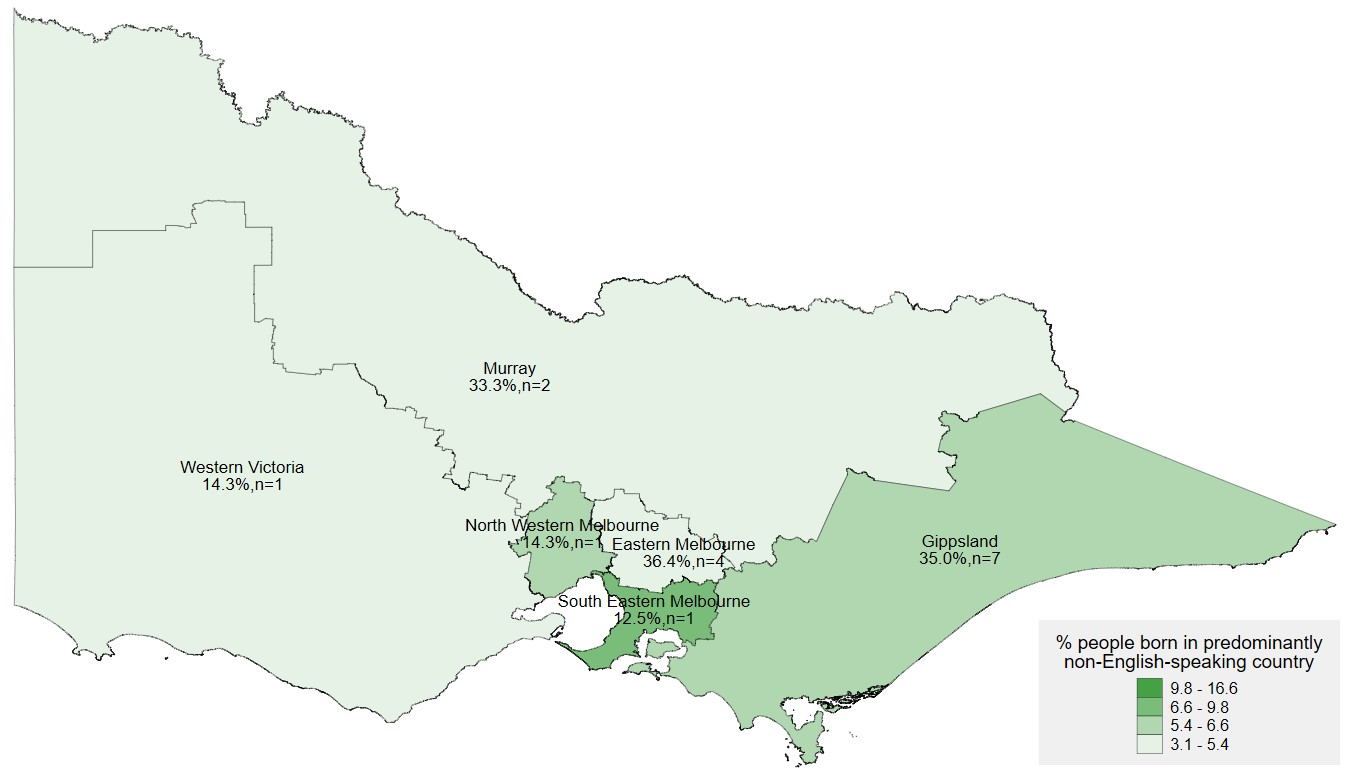 Murray
33.3%,n=2
Western Victoria
14.3%,n=1
North Western Melbourne
14.3%,n=1
Eastern Melbourne
36.4%,n=4
Gippsland
35.0%,n=7
South Eastern Melbourne
12.5%,n=1
% people born in predominantly
non-English-speaking country
9.8 - 16.6
6.6 - 9.8
5.4 - 6.6
3.1 - 5.4